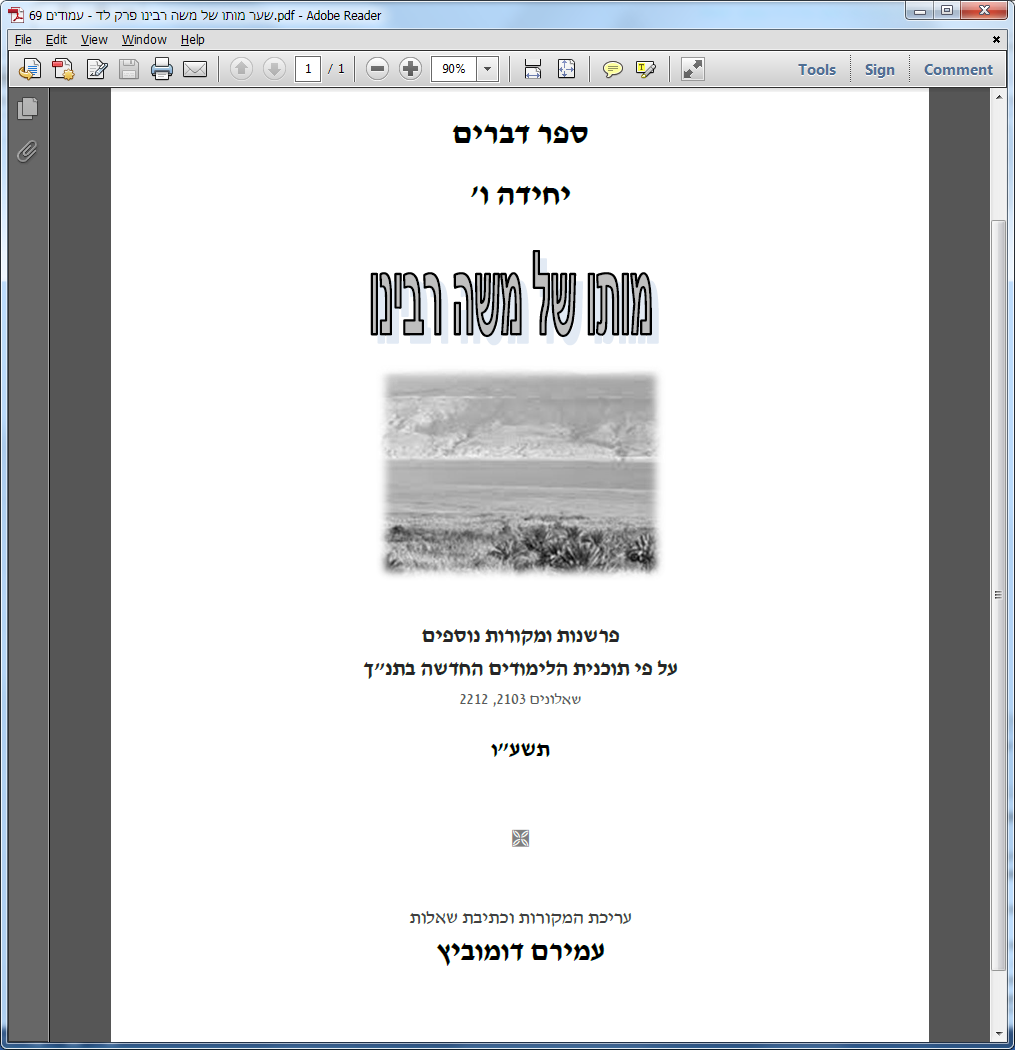 שער מותו של משה רבינו פרק לד - עמודים 69.pdf - Adobe Reader
File Edit View Window Help
1 / 1 90% Tools Sign Comment
ספר דברים
יחידה ו'
מותו של משה רבינו
פרשנות ומקורות נוספים
על פי תוכנית הלימודים החדשה בתנ"ך
שאלונים 2103, 2212
תשע"ו
עריכת המקורות וכתיבת שאלות
עמירם דומוביץ